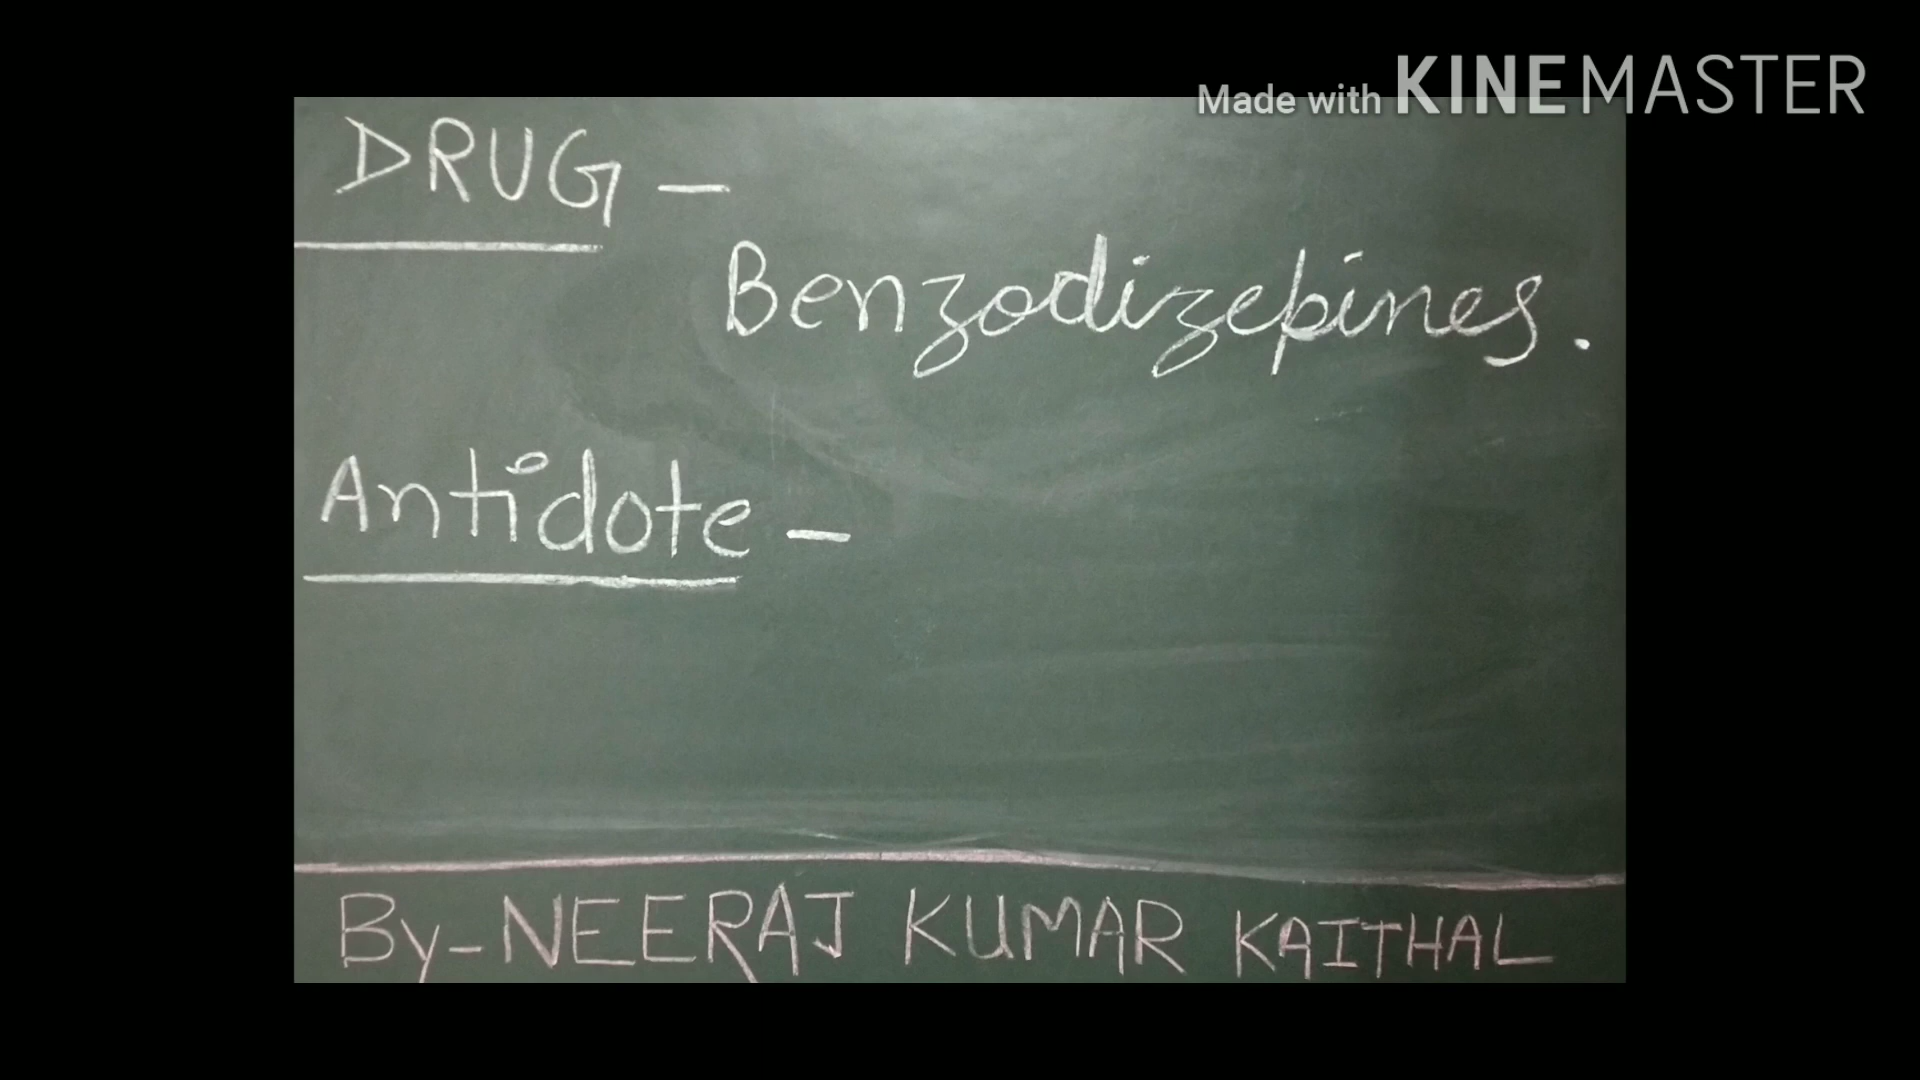 Made with KINEMASTER
DRUG -
Benzodizepines.
Antidote -
By-NEERAJ KUMAR KAITHAL